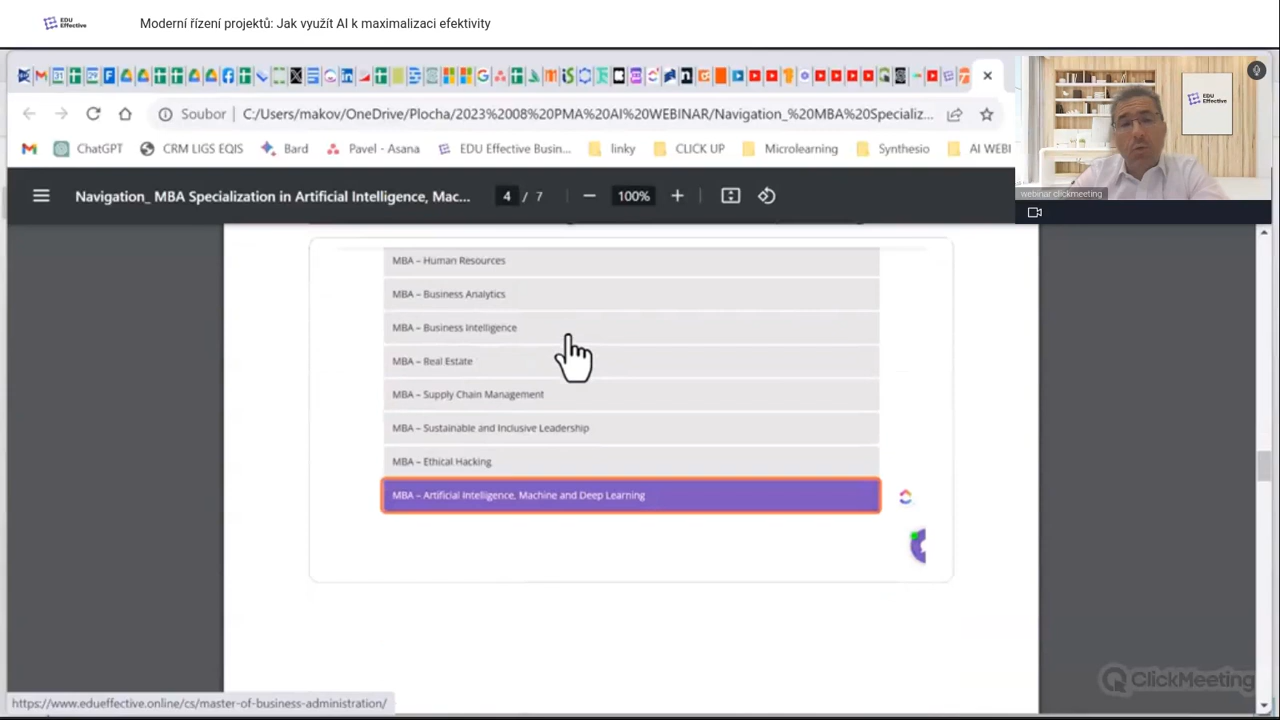 EDU
Effective
Moderní řízení projektů: Jak využít AI k maximalizaci efektivity
Soubor
C:/Users/makov/OneDrive/Plocha/2023%2008%20PMA%20AI%20WEBINAR/Navigation_%20MBA%20Specializ...
ChatGPT
CRM LIGS EQIS
Bard
Pavel - Asana
EDU Effective Busin...
linky
CLICK UP
Microlearning
Synthesio
AI WEBI
EDU
Effective
webinar clickmeeting
Navigation_ MBA Specialization in Artificial Intelligence, Mac...
4 / 7
100%
MBA – Human Resources
MBA – Business Analytics
MBA – Business Intelligence
MBA – Real Estate
MBA – Supply Chain Management
MBA – Sustainable and Inclusive Leadership
MBA – Ethical Hacking
MBA – Artificial Intelligence, Machine and Deep Learning
ClickMeeting
https://www.edueffective.online/cs/master-of-business-administration/